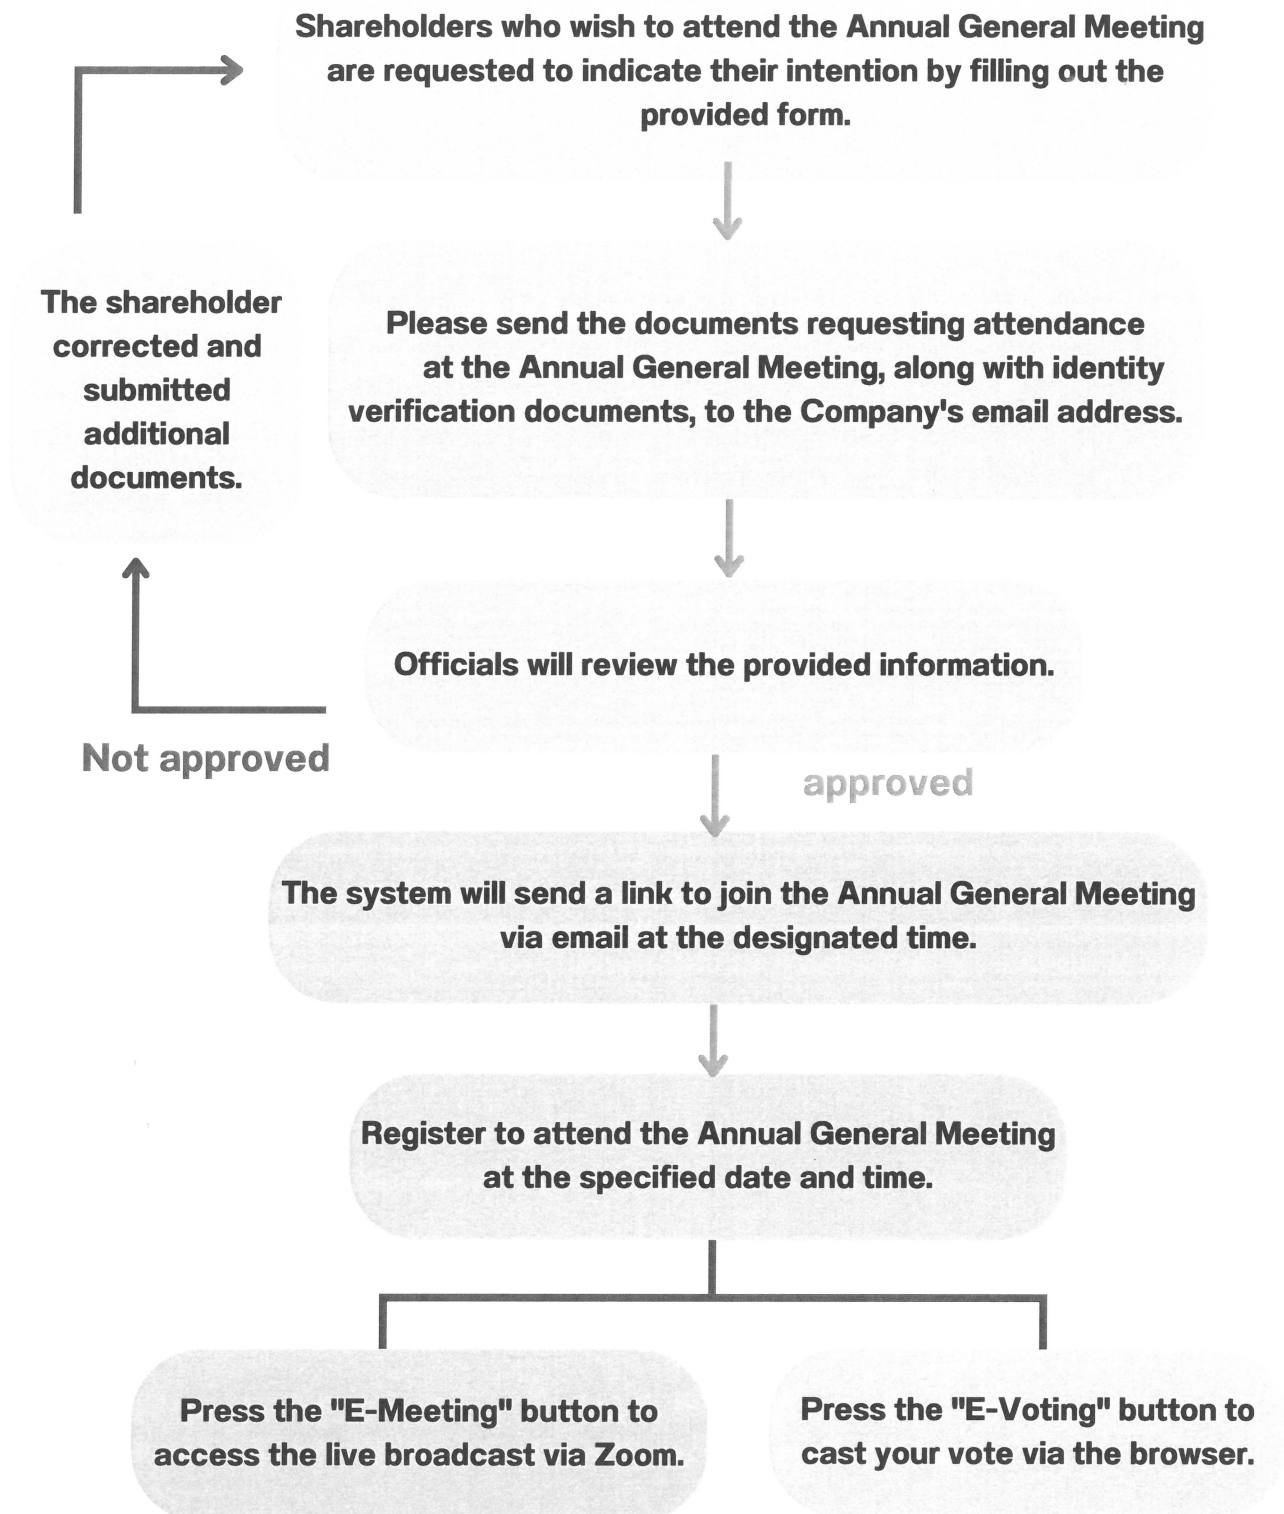 Shareholders who wish to attend the Annual General Meeting
are requested to indicate their intention by filling out the
provided form.
The shareholder
corrected and
submitted
additional
documents.
Please send the documents requesting attendance
at the Annual General Meeting, along with identity
verification documents, to the Company's email address.
Officials will review the provided information.
Not approved
approved
The system will send a link to join the Annual General Meeting
via email at the designated time.
Register to attend the Annual General Meeting
at the specified date and time.
Press the "E-Meeting" button to
access the live broadcast via Zoom.
Press the "E-Voting" button to
cast your vote via the browser.